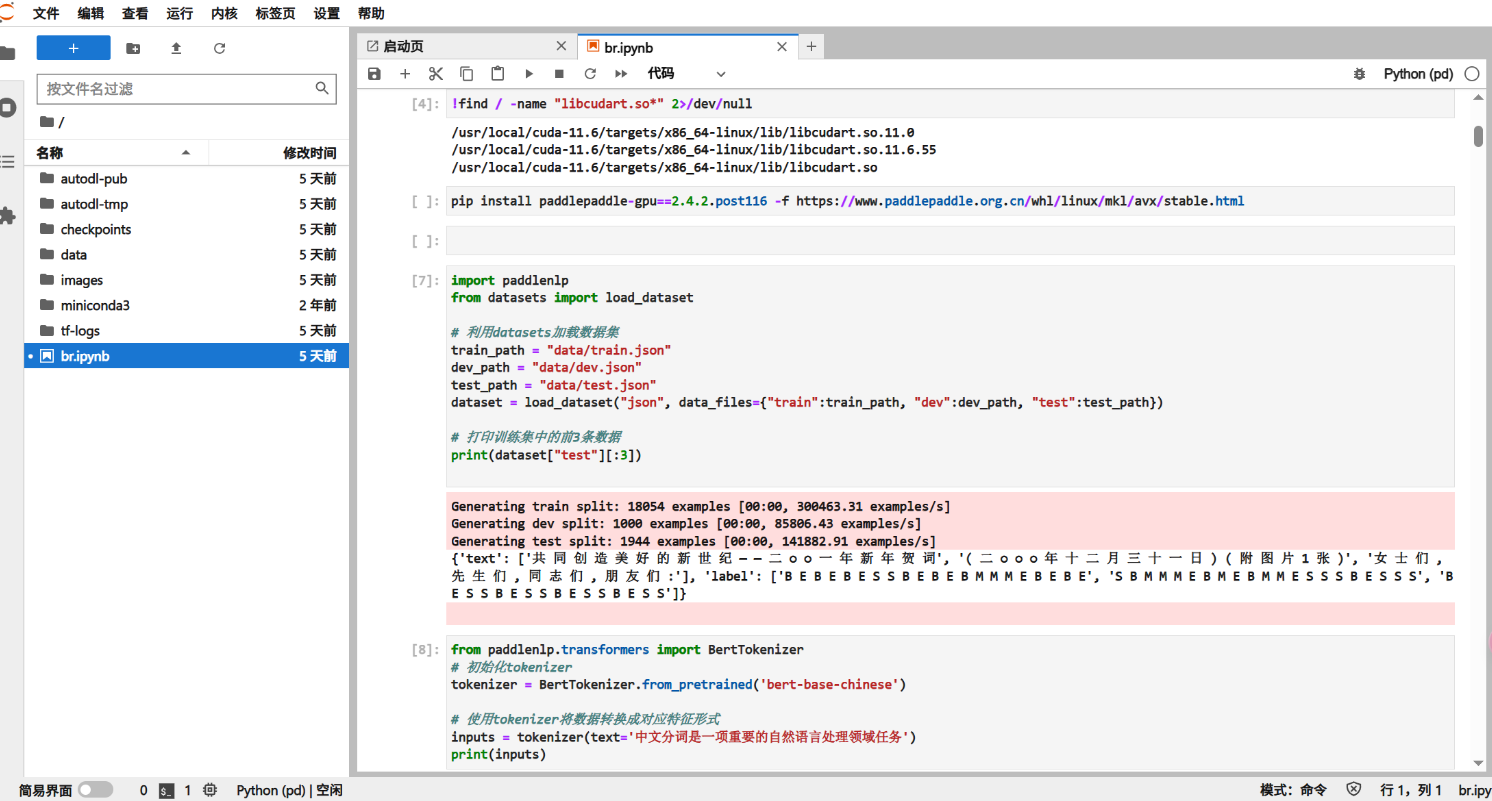 文件 编辑 查看 运行 内核 标签页 设置 帮助
+
按文件名过滤
/
名称 修改时间
autodl-pub 5 天前
autodl-tmp 5 天前
checkpoints 5 天前
data 5 天前
images 5 天前
miniconda3 2 年前
tf-logs 5 天前
br.ipynb 5 天前
启动页 br.ipynb
代码 Python (pd)
[4]: !find / -name "libcudart.so*" 2>/dev/null
/usr/local/cuda-11.6/targets/x86_64-linux/lib/libcudart.so.11.0
/usr/local/cuda-11.6/targets/x86_64-linux/lib/libcudart.so.11.6.55
/usr/local/cuda-11.6/targets/x86_64-linux/lib/libcudart.so
[ ]: pip install paddlepaddle-gpu==2.4.2.post116 -f https://www.paddlepaddle.org.cn/whl/linux/mkl/avx/stable.html
[ ]:
[7]: import paddlenlp
from datasets import load_dataset
# 利用datasets加载数据集
train_path = "data/train.json"
dev_path = "data/dev.json"
test_path = "data/test.json"
dataset = load_dataset("json", data_files={"train":train_path, "dev":dev_path, "test":test_path})
# 打印训练集中的前3条数据
print(dataset["test"][:3])
Generating train split: 18054 examples [00:00, 300463.31 examples/s]
Generating dev split: 1000 examples [00:00, 85806.43 examples/s]
Generating test split: 1944 examples [00:00, 141882.91 examples/s]
{'text': ['共 同 创 造 美 好 的 新 世 纪 — — 二 ○ ○ 一 年 新 年 贺 词', '( 二 ○ ○ ○ 年 十 二 月 三 十 一 日 ) ( 附 图 片 1 张 )', '女 士 们 ,
先 生 们 , 同 志 们 , 朋 友 们 :'], 'label': ['B E B E B E S S B E B E B M M M E B E B E', 'S B M M M E B M E B M M E S S S B E S S S', 'B
E S S B E S S B E S S B E S S']}
[8]: from paddlenlp.transformers import BertTokenizer
# 初始化tokenizer
tokenizer = BertTokenizer.from_pretrained('bert-base-chinese')
# 使用tokenizer将数据转换成对应特征形式
inputs = tokenizer(text='中文分词是一项重要的自然语言处理领域任务')
print(inputs)
简易界面 0 $_ 1 Python (pd) | 空闲 模式: 命令 行 1, 列 1 br.ipy